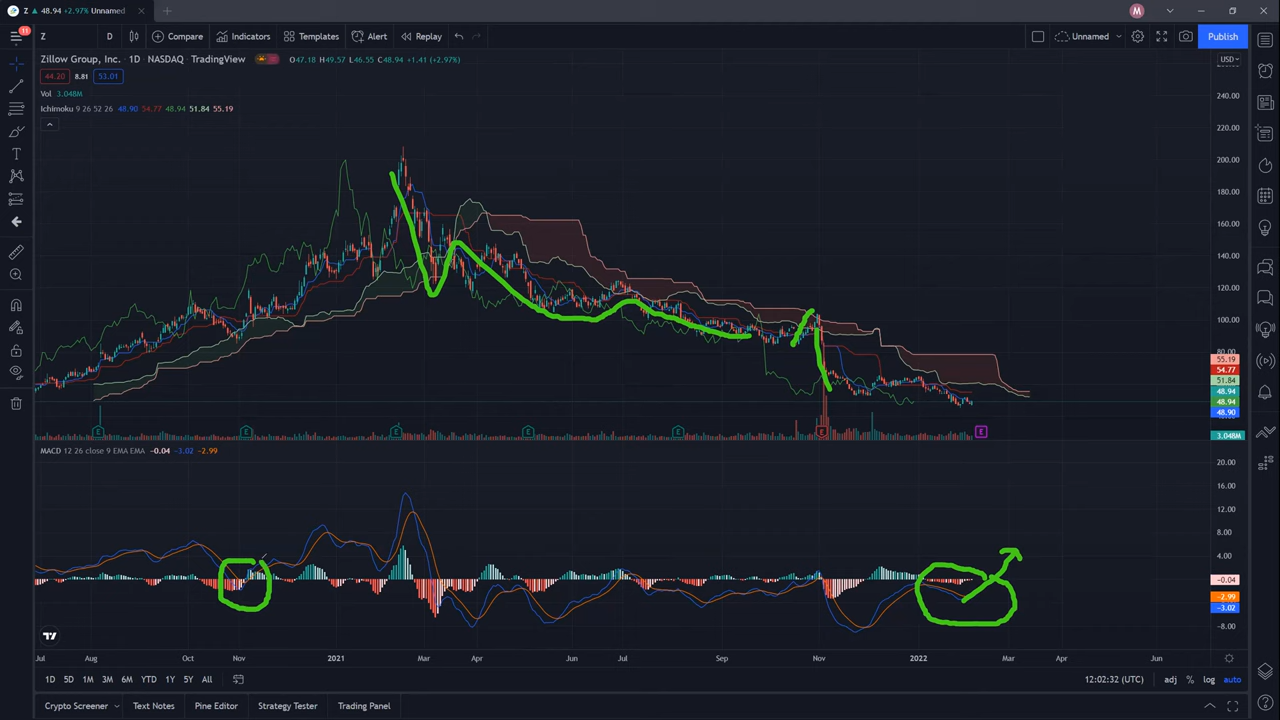 Z ▲ 48.94 +2.97% Unnamed
M
11
Z D Compare Indicators Templates Alert Replay Unnamed Publish
Zillow Group, Inc. · 1D · NASDAQ · TradingView O47.18 H49.57 L46.55 C48.94 +1.41 (+2.97%)
USD
44.20 8.81 53.01
Vol 3.048M
Ichimoku 9 26 52 26 48.90 54.77 48.94 51.84 55.19
240.00
220.00
200.00
180.00
160.00
140.00
120.00
100.00
80.00
55.19
54.77
51.84
48.94
48.94
48.90
E E E E E E E
3.048M
MACD 12 26 close 9 EMA EMA −0.04 −3.02 −2.99
20.00
16.00
12.00
8.00
4.00
−0.04
−2.99
−3.02
−8.00
Jul Aug Oct Nov 2021 Mar Apr Jun Jul Sep Nov 2022 Mar Apr Jun
1D 5D 1M 3M 6M YTD 1Y 5Y All 12:02:32 (UTC) adj % log auto
Crypto Screener Text Notes Pine Editor Strategy Tester Trading Panel